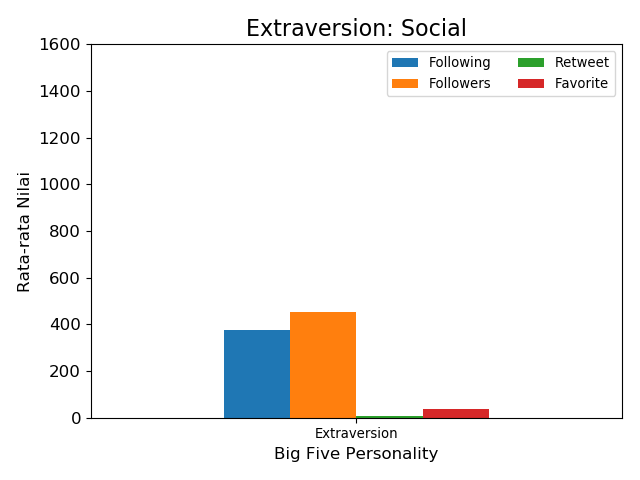 Extraversion: Social
Following
Followers
Retweet
Favorite
1600
1400
1200
1000
800
600
400
200
0
Rata-rata Nilai
Extraversion
Big Five Personality